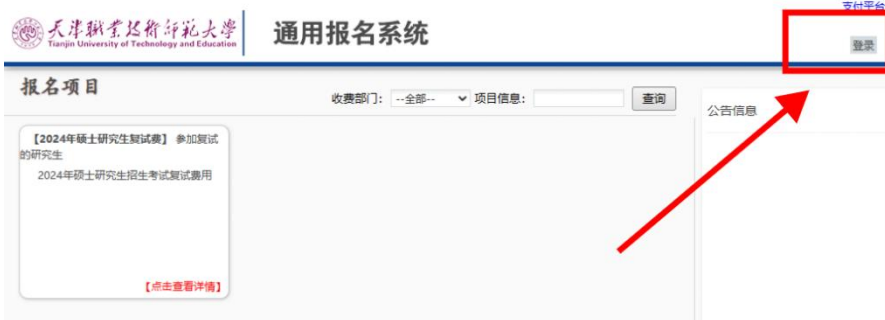 支付平台
天津职业技术师范大学
Tianjin University of Technology and Education
通用报名系统
登录
报名项目
收费部门: --全部-- 项目信息: 查询
公告信息
【2024年硕士研究生复试费】 参加复试
的研究生
2024年硕士研究生招生考试复试费用
【点击查看详情】